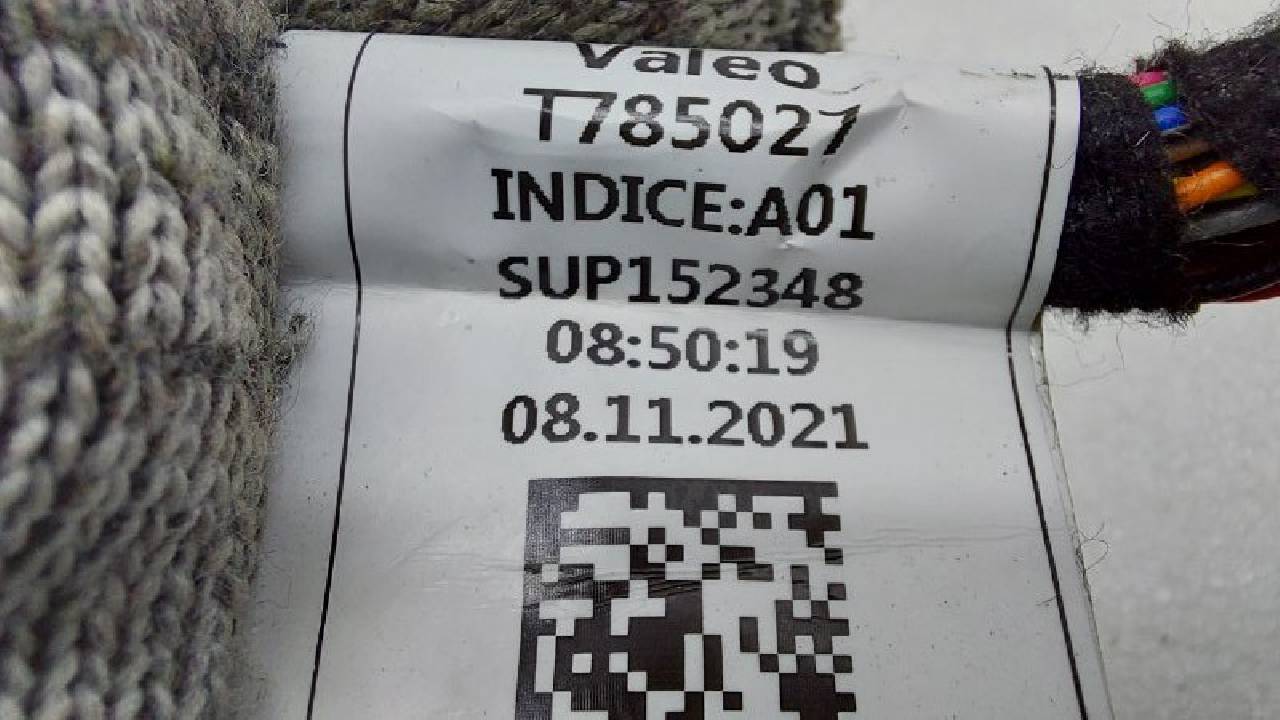 Valeo
T785027
INDICE:A01
SUP152348
08:50:19
08.11.2021